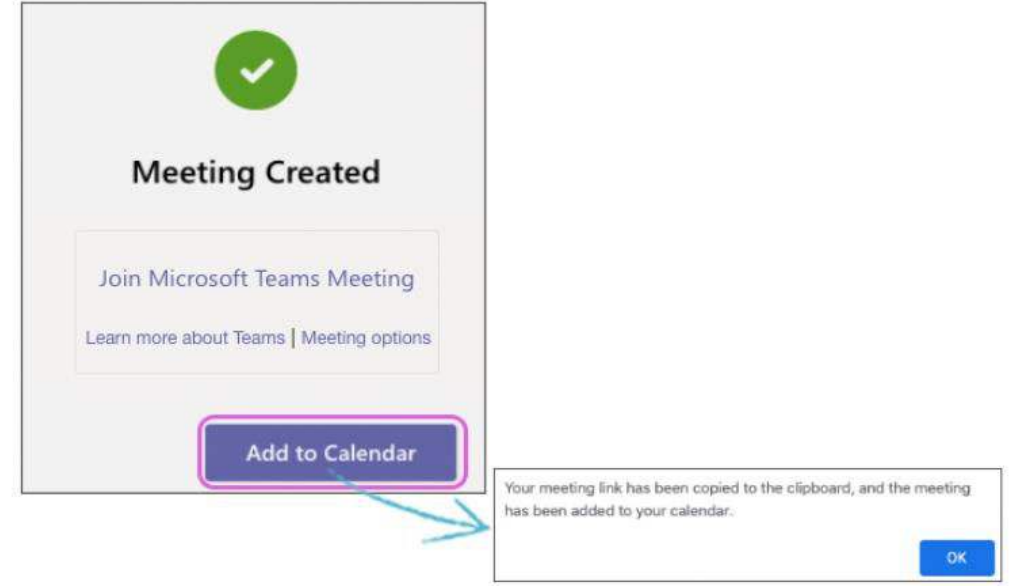 Meeting Created
Join Microsoft Teams Meeting
Learn more about Teams | Meeting options
Add to Calendar
Your meeting link has been copied to the clipboard, and the meeting
has been added to your calendar.
OK